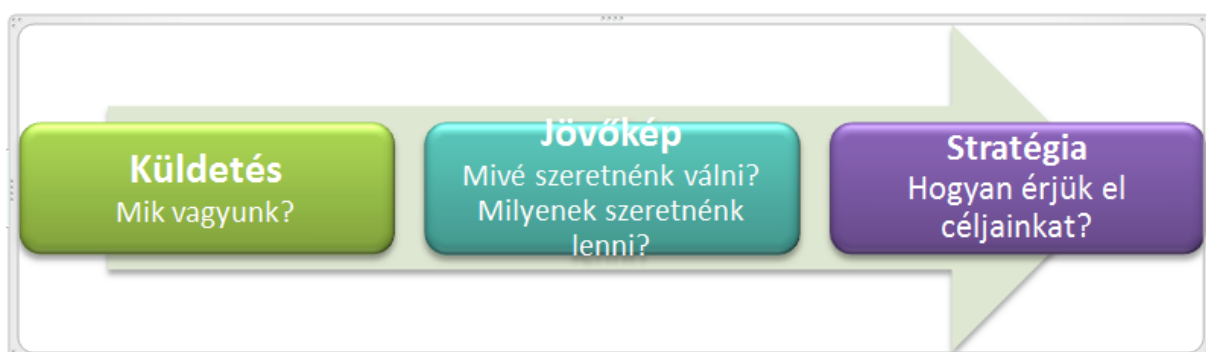 Küldetés
Mik vagyunk?
Jövőkép
Mivé szeretnénk válni?
Milyenek szeretnénk
lenni?
Stratégia
Hogyan érjük el
céljainkat?